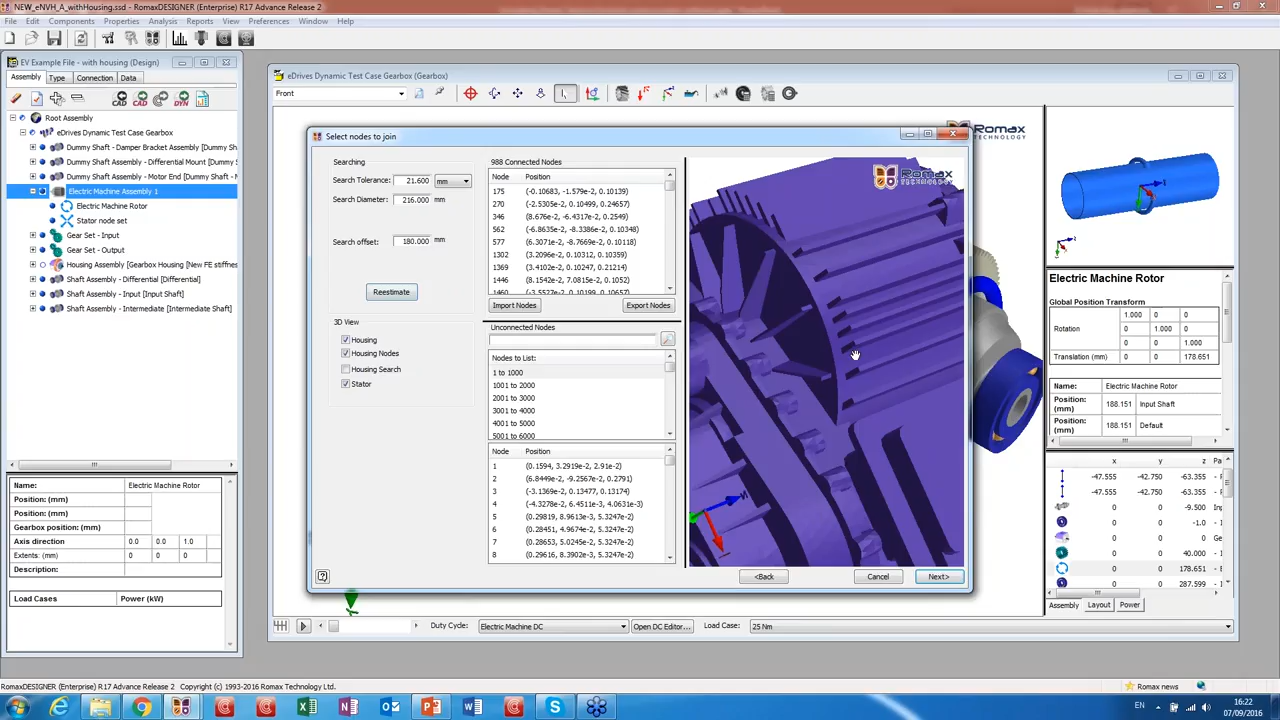 NEW_eNVH_A_withHousing.ssd - RomaxDESIGNER (Enterprise) R17 Advance Release 2
File Edit Components Properties Analysis Reports View Preferences Window Help
EV Example File - with housing (Design)
Assembly Type Connection Data
CAD CAD DYN
Root Assembly
eDrives Dynamic Test Case Gearbox
Dummy Shaft - Damper Bracket Assembly [Dummy
Dummy Shaft Assembly - Differential Mount [Dummy
Dummy Shaft Assembly - Motor End [Dummy
Electric Machine Assembly 1
Electric Machine Rotor
Stator node set
Gear Set - Input
Gear Set - Output
Housing Assembly [Gearbox Housing [New FE stiffness
Shaft Assembly - Differential [Differential]
Shaft Assembly - Input [Input Shaft]
Shaft Assembly - Intermediate [Intermediate Shaft]
Name: Electric Machine Rotor
Position: (mm)
Position: (mm)
Gearbox position: (mm)
Axis direction 0.0 0.0 1.0
Extents: (mm) 0 0 0
Description:
Load Cases Power (kW)
eDrives Dynamic Test Case Gearbox (Gearbox)
Front
Select nodes to join
Searching
Search Tolerance: 21.600 mm
Search Diameter: 216.000 mm
Search offset: 180.000 mm
Reestimate
3D View
Housing
Housing Nodes
Housing Search
Stator
988 Connected Nodes
Node Position
175 (-0.10683, -1.579e-2, 0.10139)
270 (-2.5305e-2, 0.10499, 0.24657)
346 (8.676e-2, -6.4317e-2, 0.2549)
562 (-6.8635e-2, -8.3386e-2, 0.10348)
577 (6.3071e-2, -8.7669e-2, 0.10118)
1302 (3.2096e-2, 0.10312, 0.10359)
1369 (3.4102e-2, 0.10247, 0.21214)
1446 (8.1542e-2, 7.0815e-2, 0.1052)
1460 (-3.5527e-2, 0.10199, 0.10657)
Import Nodes Export Nodes
Unconnected Nodes
Nodes to List:
1 to 1000
1001 to 2000
2001 to 3000
3001 to 4000
4001 to 5000
5001 to 6000
Node Position
1 (0.1594, 3.2919e-2, 2.91e-2)
2 (6.8449e-2, -9.2567e-2, 0.2791)
3 (-3.1369e-2, 0.13477, 0.13174)
4 (-4.3278e-2, 6.4511e-3, 4.0631e-3)
5 (0.29819, 8.9613e-2, 5.3247e-2)
6 (0.28451, 4.9674e-2, 5.3247e-2)
7 (0.28653, 5.0245e-2, 5.3247e-2)
8 (0.29616, 8.3902e-2, 5.3247e-2)
Romax
TECHNOLOGY
<Back Cancel Next>
Romax
TECHNOLOGY
Electric Machine Rotor
Global Position Transform
1.000 0 0
Rotation 0 1.000 0
0 0 1.000
Translation (mm) 0 0 178.651
Name: Electric Machine Rotor
Position: (mm) 188.151 Input Shaft
Position: (mm) 188.151 Default
Gearbox
x y z
-47.555 -42.750 -63.355
-47.555 -42.750 -63.355
0 0 -9.500
0 0 -1.0
0 0 0
0 0 40.000
0 0 178.651
0 0 287.599
Assembly Layout Power
Duty Cycle: Electric Machine DC Open DC Editor... Load Case: 25 Nm
RomaxDESIGNER (Enterprise) R17 Advance Release 2 Copyright (c) 1993-2016 Romax Technology Ltd.
Romax news
EN 16:22
07/09/2016